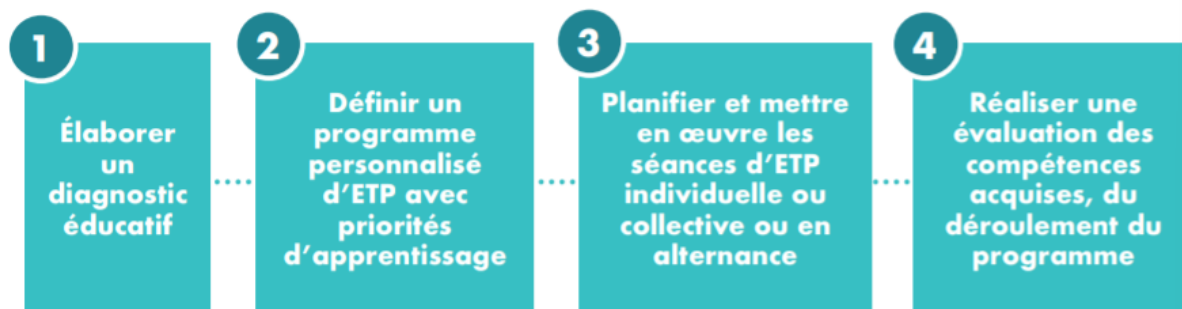 1
Élaborer
un
diagnostic
éducatif
2
Définir un
programme
personnalisé
d'ETP avec
priorités
d'apprentissage
3
Planifier et mettre
en œuvre les
séances d'ETP
individuelle ou
collective ou en
alternance
4
Réaliser une
évaluation des
compétences
acquises, du
déroulement du
programme